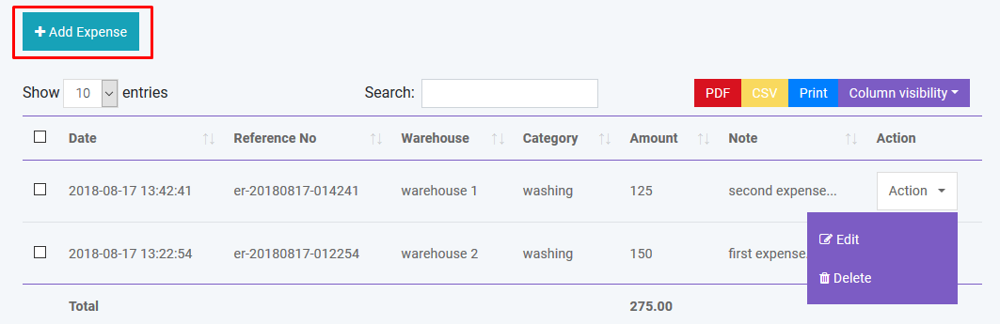 Add Expense
Show 10 entries Search: PDF CSV Print Column visibility
Date Reference No Warehouse Category Amount Note Action
2018-08-17 13:42:41 er-20180817-014241 warehouse 1 washing 125 second expense... Action
2018-08-17 13:22:54 er-20180817-012254 warehouse 2 washing 150 first expense.
Edit
Delete
Total 275.00